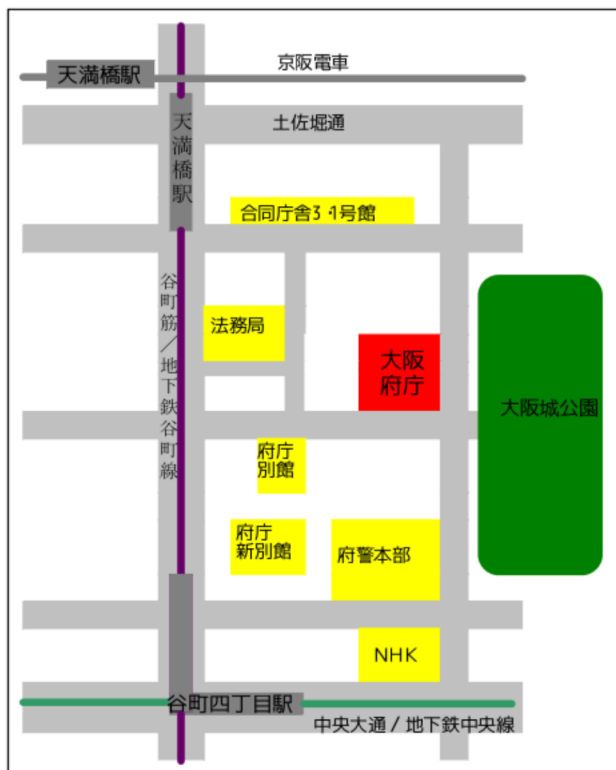 京阪電車
天満橋駅
土佐堀通
天満橋駅
合同庁舎3 1号館
谷町筋／地下鉄谷町線
法務局
大阪
府庁
大阪城公園
府庁
別館
府庁
新別館
府警本部
NHK
谷町四丁目駅
中央大通 / 地下鉄中央線